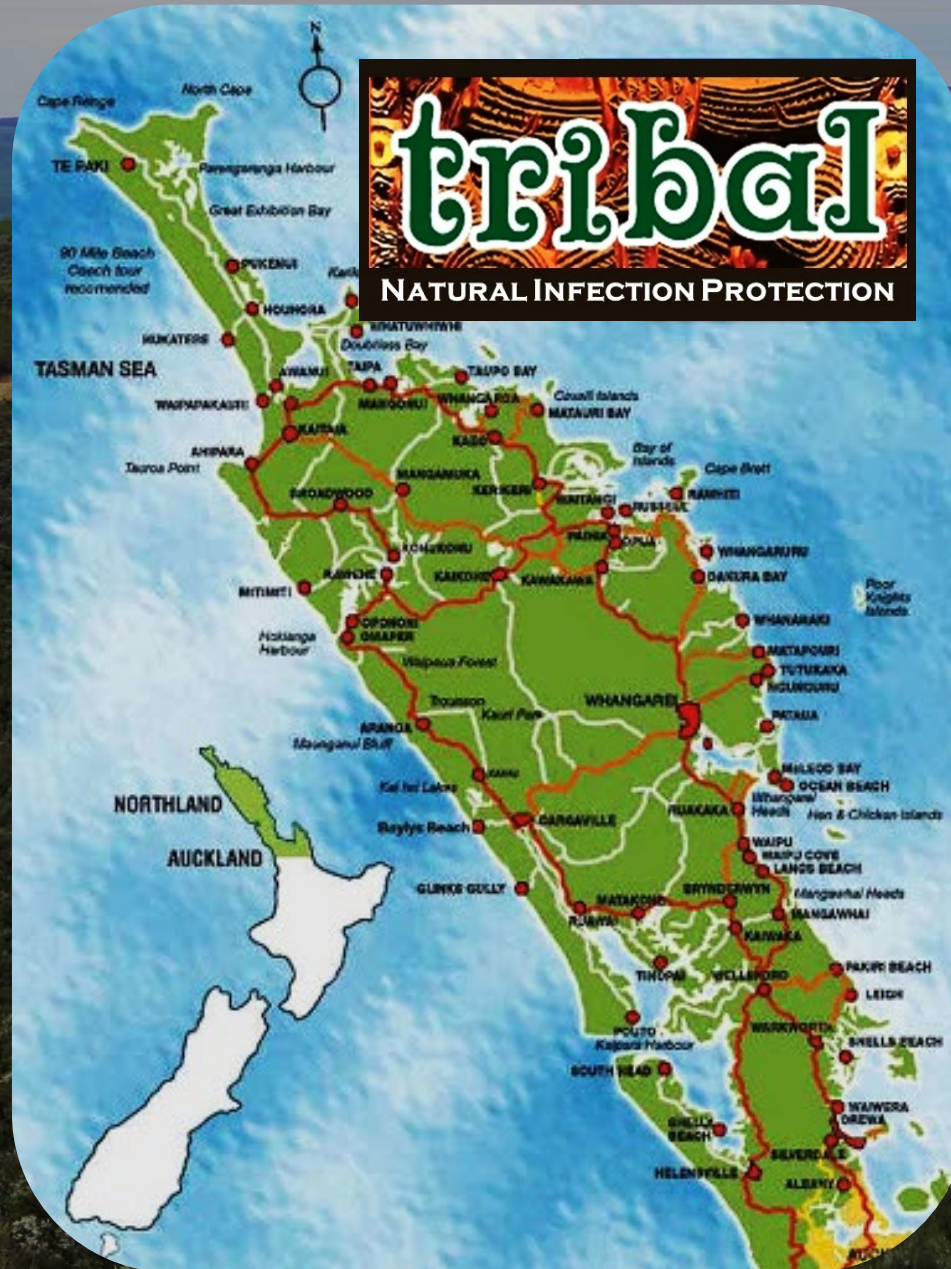 N
tribal
NATURAL INFECTION PROTECTION
North Cape
TE PAKI
Parengarenga Harbour
Great Exhibition Bay
90 Mile Beach
Coach tour
recomended
PUKENUI
HOUHORA
HUKATERE
Doubtless Bay
TASMAN SEA
AWANUI
TAIPA
TAUPO BAY
WAIPAPAKAURI
MANGONUI
WHANGAROA
Cavalli Islands
MATAURI BAY
KAITAIA
KAEO
AHIPARA
Tauroa Point
Bay of
Islands
Cape Brett
MANGAMUKA
KERIKERI
BROADWOOD
WAITANGI
RUSSELL
RAWHITI
PAIHIA
OPUA
KOHUKOHU
WHANGARURU
RAWENE
KAIKOHE
KAWAKAWA
OAKURA BAY
MITIMITI
Poor
Knights
Islands
OPONONI
OMAPER
WHANANAKI
Hokianga
Harbour
Waipoua Forest
MATAPOURI
TUTUKAKA
NGUNGURU
Trounson
Kauri Park
WHANGAREI
PATAUA
ARANGA
Maunganui Bluff
KAIHU
Kai Iwi Lakes
McLEOD BAY
OCEAN BEACH
NORTHLAND
RUAKAKA
Whangarei
Heads
Hen & Chicken Islands
Baylys Beach
DARGAVILLE
AUCKLAND
WAIPU
WAIPU COVE
LANGS BEACH
GLINKS GULLY
BRYNDERWYN
Mangawhai Heads
MATAKOHE
RUAWAI
MANGAWHAI
KAIWAKA
TINOPAI
WELLSFORD
PAKIRI BEACH
LEIGH
POUTO
Kaipara Harbour
WARKWORTH
SNELLS BEACH
SOUTH HEAD
SHELLY
BEACH
WAIWERA
OREWA
SILVERDALE
HELENSVILLE
ALBANY